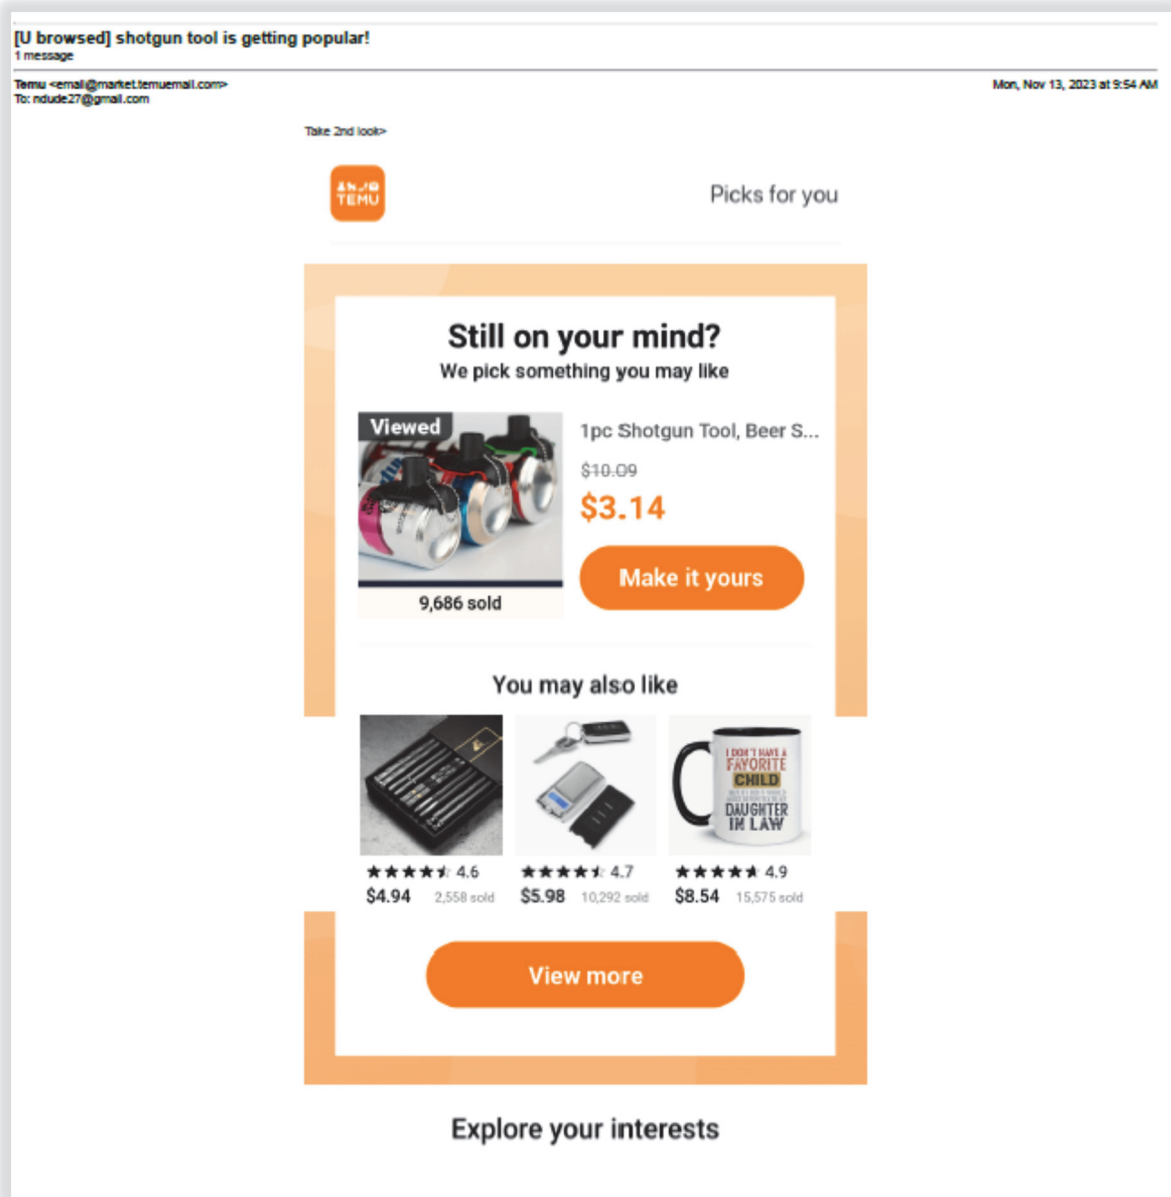 [U browsed] shotgun tool is getting popular!
1 message
Temu <email@market.temuemail.com>
Mon, Nov 13, 2023 at 9:54 AM
To: ndude27@gmail.com
Take 2nd look>
TEMU
Picks for you
Still on your mind?
We pick something you may like
Viewed
1pc Shotgun Tool, Beer S...
$10.09
$3.14
Make it yours
9,686 sold
You may also like
I DON'T HAVE A
FAVORITE
CHILD
DAUGHTER
IN LAW
4.6
$4.94 2,558 sold
4.7
$5.98 10,292 sold
4.9
$8.54 15,575 sold
View more
Explore your interests